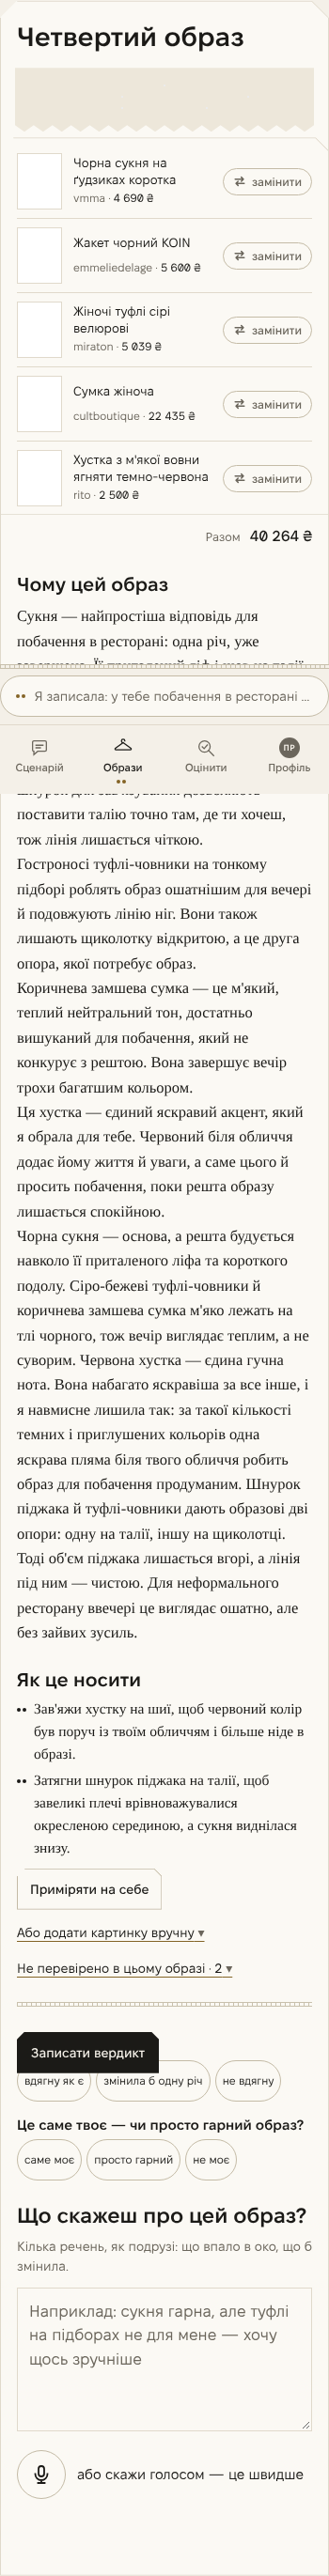 Четвертий образ
Чорна сукня на
ґудзиках коротка
vmma · 4 690 ₴
замінити
Жакет чорний KOIN
emmeliedelage · 5 600 ₴
замінити
Жіночі туфлі сірі
велюрові
miraton · 5 039 ₴
замінити
Сумка жіноча
cultboutique · 22 435 ₴
замінити
Хустка з м'якої вовни
ягняти темно-червона
rito · 2 500 ₴
замінити
Разом 40 264 ₴
Чому цей образ
Сукня — найпростіша відповідь для
побачення в ресторані: одна річ, уже
Я записала: у тебе побачення в ресторані ...
Сценарій
Образи
Оцінити
ПР
Профіль
поставити талію точно там, де ти хочеш,
тож лінія лишається чіткою.
Гостроносі туфлі-човники на тонкому
підборі роблять образ ошатнішим для вечері
й подовжують лінію ніг. Вони також
лишають щиколотку відкритою, а це друга
опора, якої потребує образ.
Коричнева замшева сумка — це м'який,
теплий нейтральний тон, достатньо
вишуканий для побачення, який не
конкурує з рештою. Вона завершує вечір
трохи багатшим кольором.
Ця хустка — єдиний яскравий акцент, який
я обрала для тебе. Червоний біля обличчя
додає йому життя й уваги, а саме цього й
просить побачення, поки решта образу
лишається спокійною.
Чорна сукня — основа, а решта будується
навколо її приталеного ліфа та короткого
подолу. Сіро-бежеві туфлі-човники й
коричнева замшева сумка м'яко лежать на
тлі чорного, тож вечір виглядає теплим, а не
суворим. Червона хустка — єдина гучна
нота. Вона набагато яскравіша за все інше, і
я навмисне лишила так: за такої кількості
темних і приглушених кольорів одна
яскрава пляма біля твого обличчя робить
образ для побачення продуманим. Шнурок
піджака й туфлі-човники дають образові дві
опори: одну на талії, іншу на щиколотці.
Тоді об'єм піджака лишається вгорі, а лінія
під ним — чистою. Для неформального
ресторану ввечері це виглядає ошатно, але
без зайвих зусиль.
Як це носити
Зав'яжи хустку на шиї, щоб червоний колір
був поруч із твоїм обличчям і більше ніде в
образі.
Затягни шнурок піджака на талії, щоб
завеликі плечі врівноважувалися
окресленою серединою, а сукня виднілася
знизу.
Приміряти на себе
Або додати картинку вручну ▾
Не перевірено в цьому образі · 2 ▾
Записати вердикт
вдягну як є
змінила б одну річ
не вдягну
Це саме твоє — чи просто гарний образ?
саме моє
просто гарний
не моє
Що скажеш про цей образ?
Кілька речень, як подрузі: що впало в око, що б
змінила.
Наприклад: сукня гарна, але туфлі
на підборах не для мене — хочу
щось зручніше
або скажи голосом — це швидше